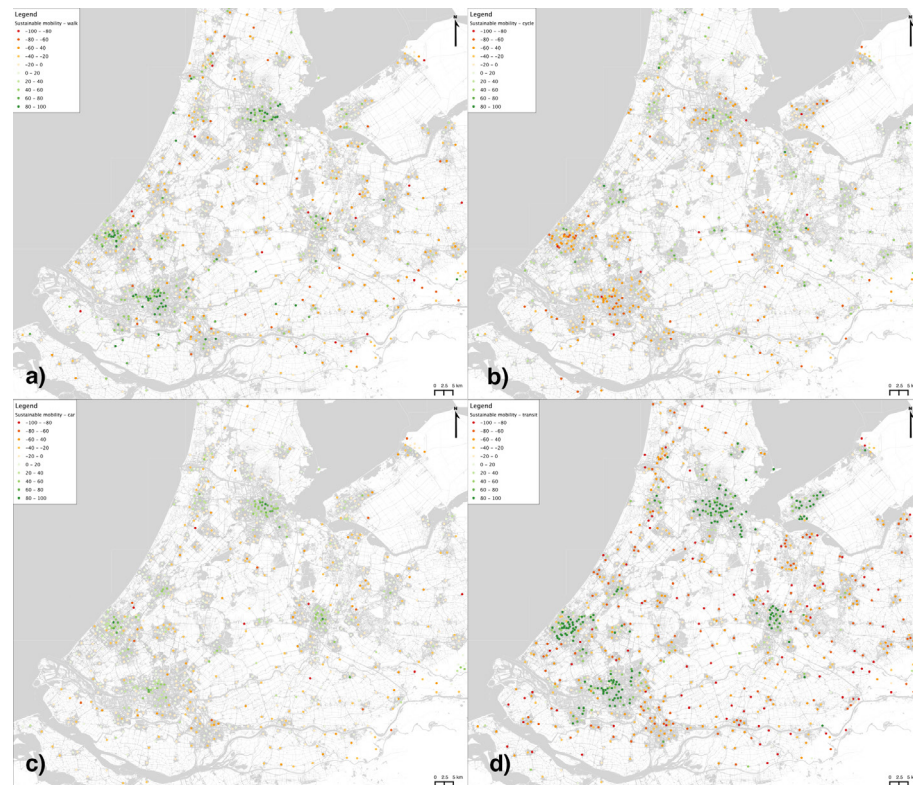 Legend
Sustainable mobility - walk
-100 - -80
-80 - -60
-60 - 40
-40 - -20
-20 - 0
0 - 20
20 - 40
40 - 60
60 - 80
80 - 100
N
0 2.5 5 km
a)
Legend
Sustainable mobility - cycle
-100 - -80
-80 - -60
-60 - 40
-40 - -20
-20 - 0
0 - 20
20 - 40
40 - 60
60 - 80
80 - 100
N
0 2.5 5 km
b)
Legend
Sustainable mobility - car
-100 - -80
-80 - -60
-60 - 40
-40 - -20
-20 - 0
0 - 20
20 - 40
40 - 60
60 - 80
80 - 100
N
0 2.5 5 km
c)
Legend
Sustainable mobility - transit
-100 - -80
-80 - -60
-60 - 40
-40 - -20
-20 - 0
0 - 20
20 - 40
40 - 60
60 - 80
80 - 100
N
0 2.5 5 km
d)